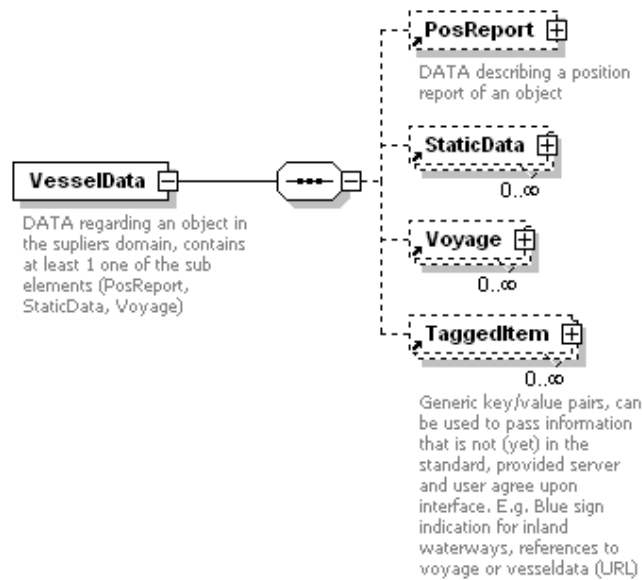 PosReport
DATA describing a position
report of an object
StaticData
0..∞
VesselData
DATA regarding an object in
the supliers domain, contains
at least 1 one of the sub
elements (PosReport,
StaticData, Voyage)
Voyage
0..∞
TaggedItem
0..∞
Generic key/value pairs, can
be used to pass information
that is not (yet) in the
standard, provided server
and user agree upon
interface. E.g. Blue sign
indication for inland
waterways, references to
voyage or vesseldata (URL)